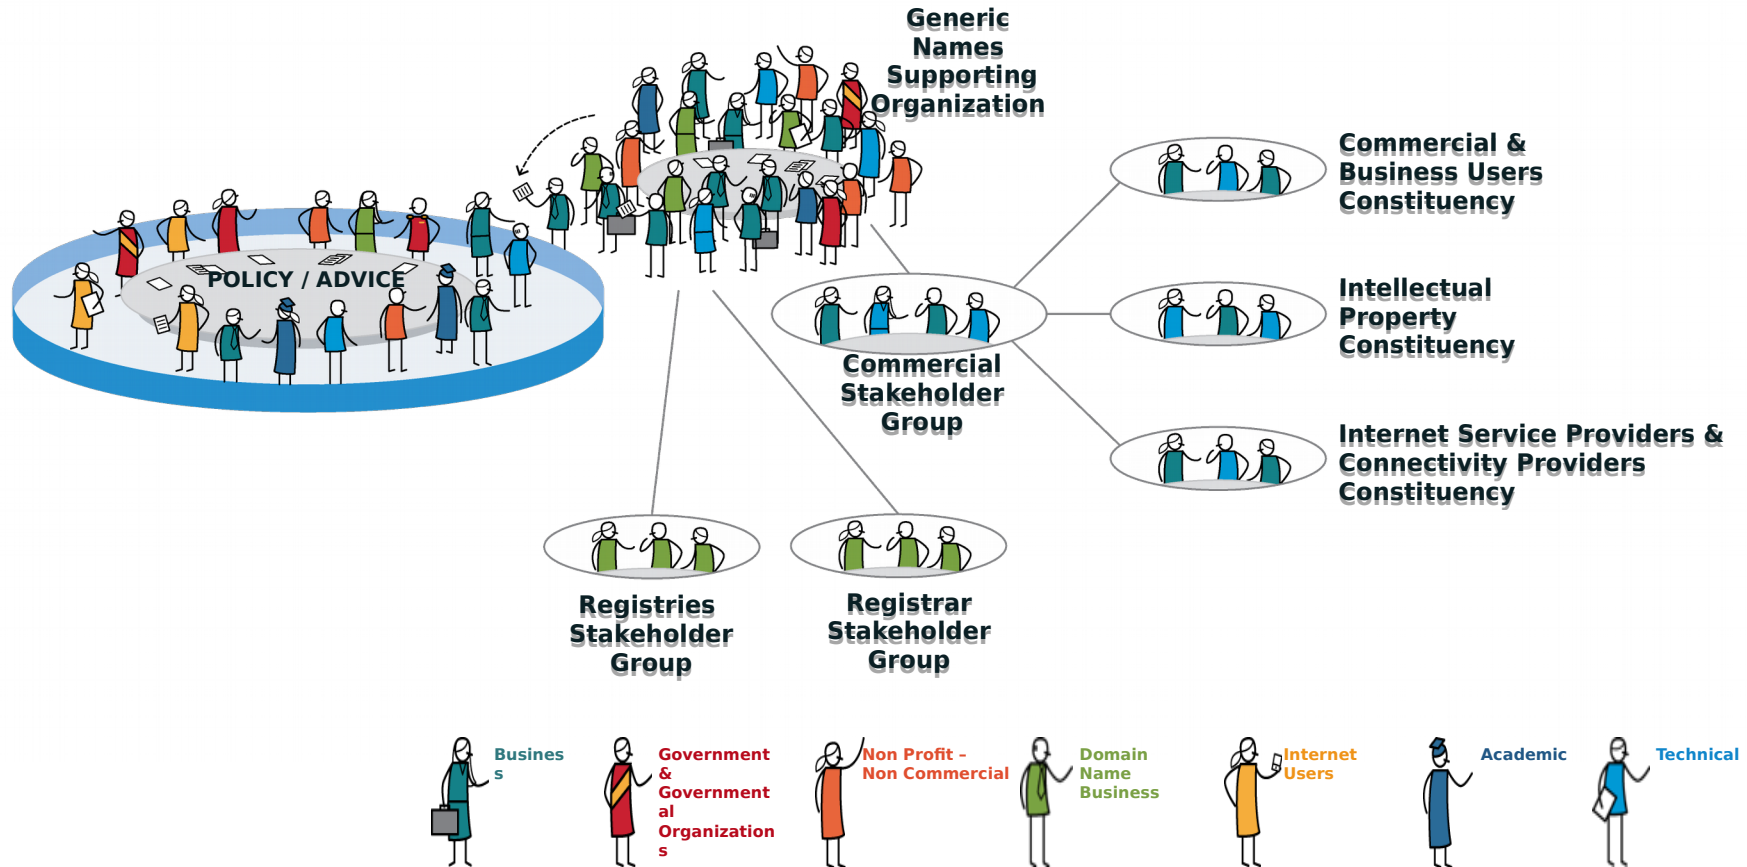 Generic
Names
Supporting
Organization
POLICY / ADVICE
Commercial &
Business Users
Constituency
Intellectual
Property
Constituency
Commercial
Stakeholder
Group
Internet Service Providers &
Connectivity Providers
Constituency
Registries
Stakeholder
Group
Registrar
Stakeholder
Group
Busines
s
Government
&
Government
al
Organization
s
Non Profit –
Non Commercial
Domain
Name
Business
Internet
Users
Academic
Technical